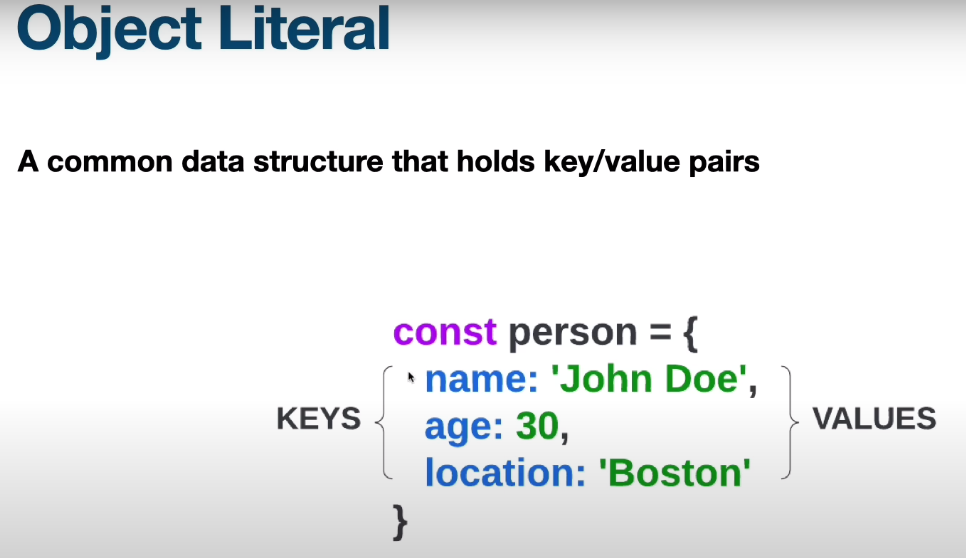 Object Literal
A common data structure that holds key/value pairs
const person = {
name: 'John Doe',
KEYS age: 30, VALUES
location: 'Boston'
}